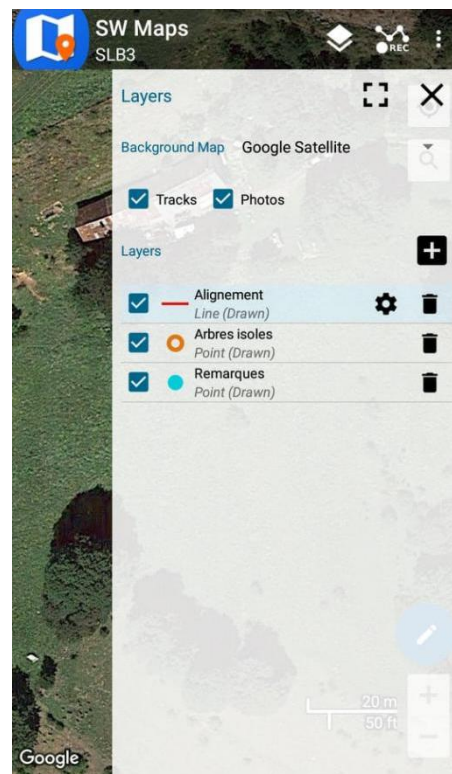 SW Maps
SLB3
REC
Layers
Background Map Google Satellite
Tracks Photos
Layers
Alignement
Line (Drawn)
Arbres isoles
Point (Drawn)
Remarques
Point (Drawn)
20 m
50 ft
Google